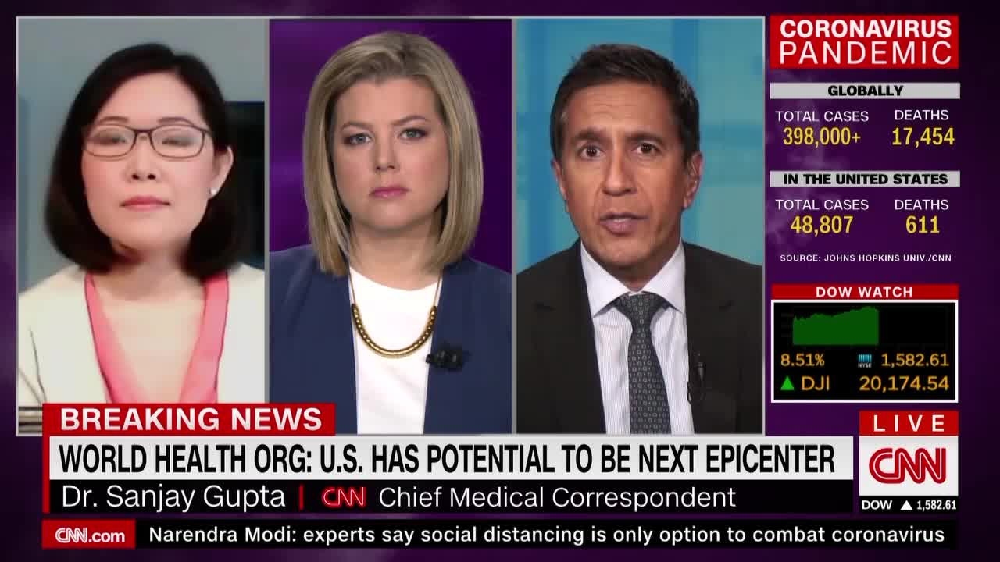 CORONAVIRUS
PANDEMIC
GLOBALLY
TOTAL CASES DEATHS
398,000+ 17,454
IN THE UNITED STATES
TOTAL CASES DEATHS
48,807 611
SOURCE: JOHNS HOPKINS UNIV./CNN
DOW WATCH
8.51% NYSE 1,582.61
DJI 20,174.54
BREAKING NEWS
WORLD HEALTH ORG: U.S. HAS POTENTIAL TO BE NEXT EPICENTER
Dr. Sanjay Gupta | CNN Chief Medical Correspondent
LIVE
CNN
DOW ▲ 1,582.61
CNN.com Narendra Modi: experts say social distancing is only option to combat coronavirus